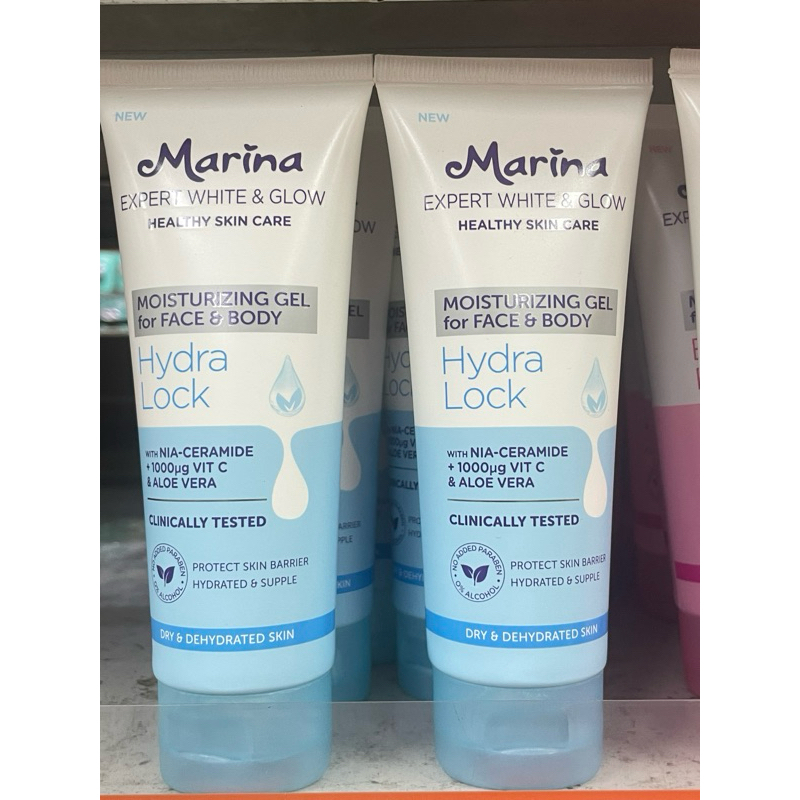 NEW
Marina
EXPERT WHITE & GLOW
HEALTHY SKIN CARE
MOISTURIZING GEL
for FACE & BODY
Hydra
Lock
WITH NIA-CERAMIDE
+ 1000µg VIT C
& ALOE VERA
CLINICALLY TESTED
NO ADDED PARABEN
0% ALCOHOL
PROTECT SKIN BARRIER
HYDRATED & SUPPLE
DRY & DEHYDRATED SKIN
NEW
Marina
EXPERT WHITE & GLOW
HEALTHY SKIN CARE
MOISTURIZING GEL
for FACE & BODY
Hydra
Lock
WITH NIA-CERAMIDE
+ 1000µg VIT C
& ALOE VERA
CLINICALLY TESTED
NO ADDED PARABEN
0% ALCOHOL
PROTECT SKIN BARRIER
HYDRATED & SUPPLE
DRY & DEHYDRATED SKIN